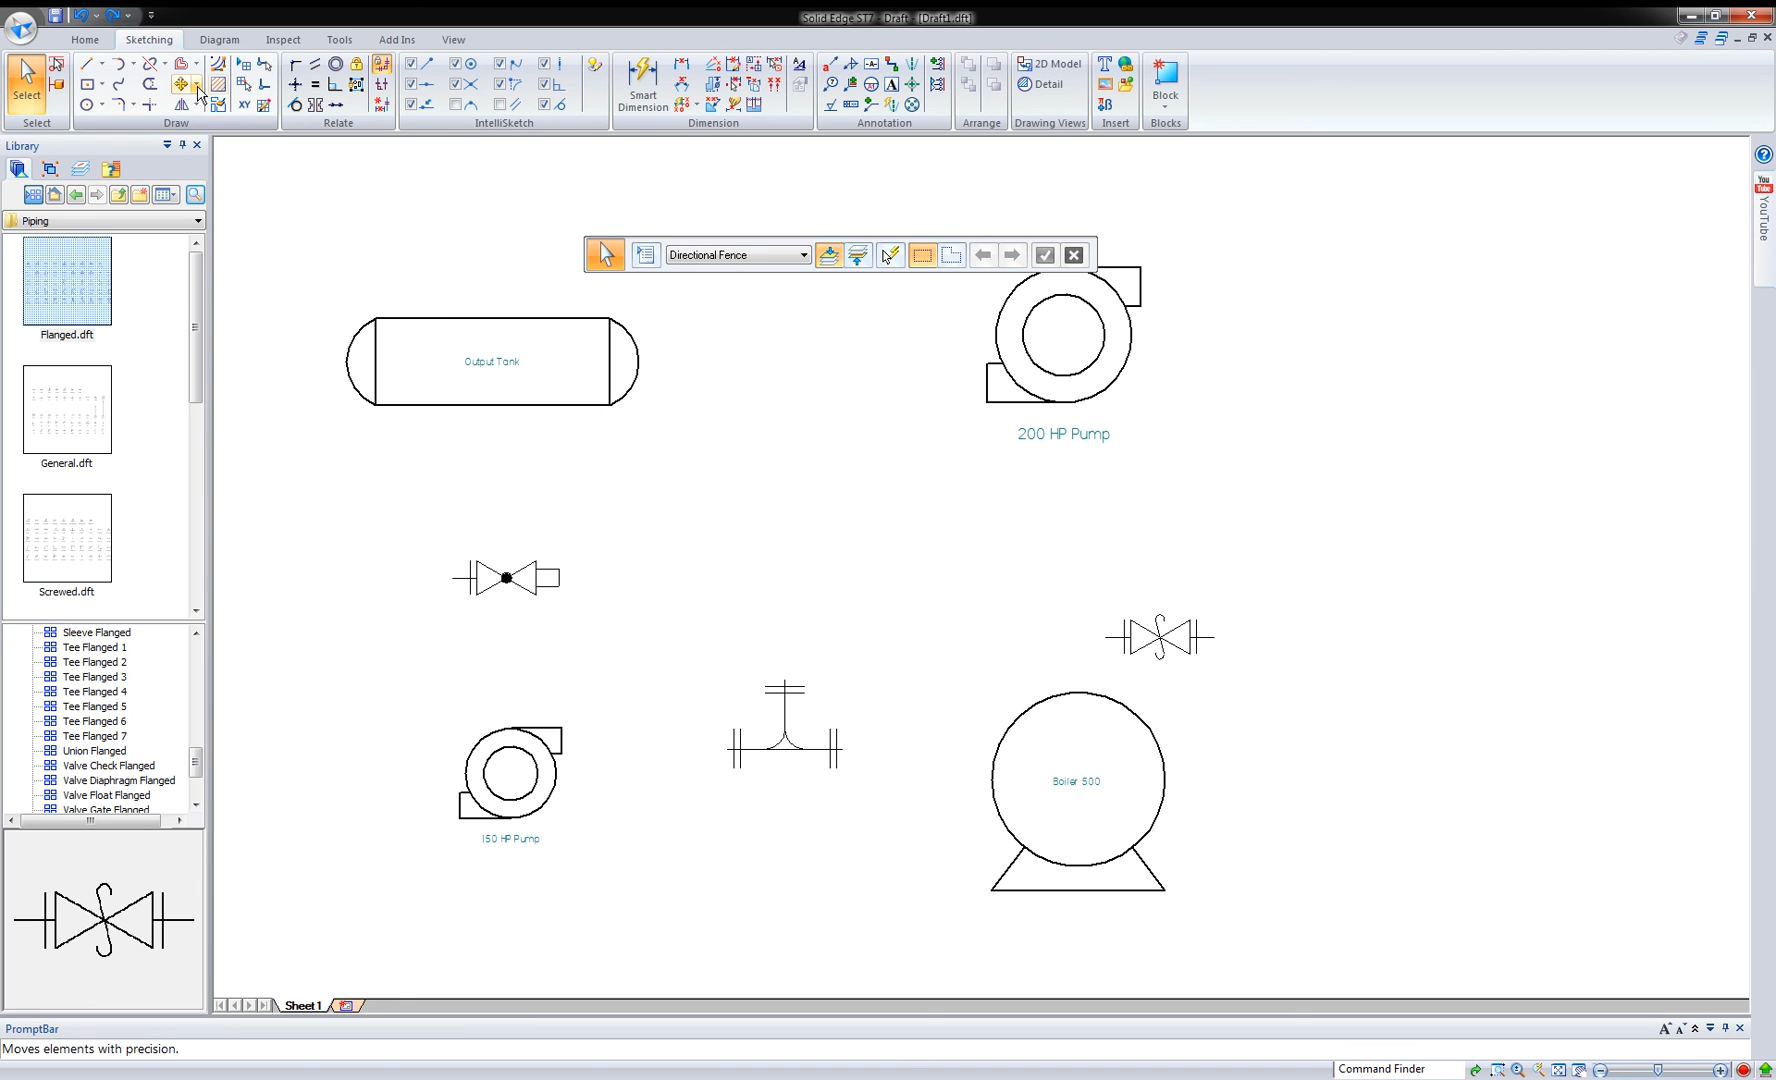 Solid Edge ST7 - Draft - [Draft1.dft]
Home
Sketching
Diagram
Inspect
Tools
Add Ins
View
Select
Smart
Dimension
2D Model
Detail
Block
Select
Draw
Relate
IntelliSketch
Dimension
Annotation
Arrange
Drawing Views
Insert
Blocks
XY
A
A
T
Library
Piping
Flanged.dft
General.dft
Screwed.dft
Sleeve Flanged
Tee Flanged 1
Tee Flanged 2
Tee Flanged 3
Tee Flanged 4
Tee Flanged 5
Tee Flanged 6
Tee Flanged 7
Union Flanged
Valve Check Flanged
Valve Diaphragm Flanged
Valve Float Flanged
Valve Gate Flanged
Directional Fence
Output Tank
200 HP Pump
150 HP Pump
Boiler 500
You
Tube
YouTube
Sheet1
PromptBar
Moves elements with precision.
Command Finder